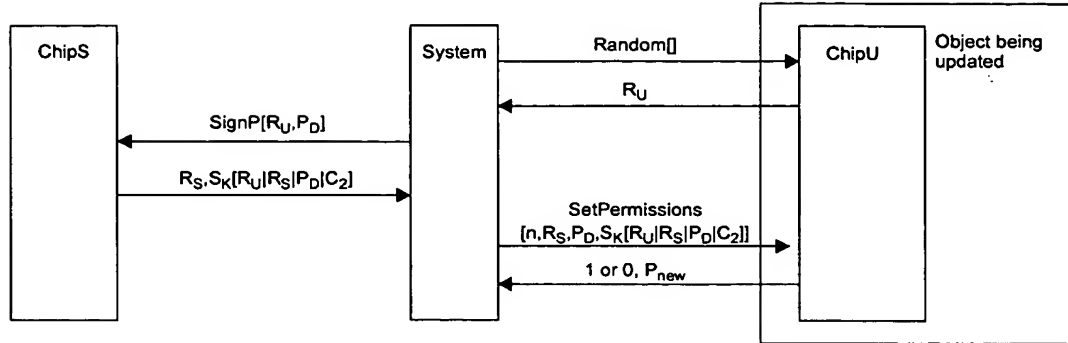 ChipS
System
ChipU
Object being
updated
Random[]
R_U
SignP[R_U,P_D]
R_S,S_K[R_U|R_S|P_D|C_2]
SetPermissions
[n,R_S,P_D,S_K[R_U|R_S|P_D|C_2]]
1 or 0, P_new